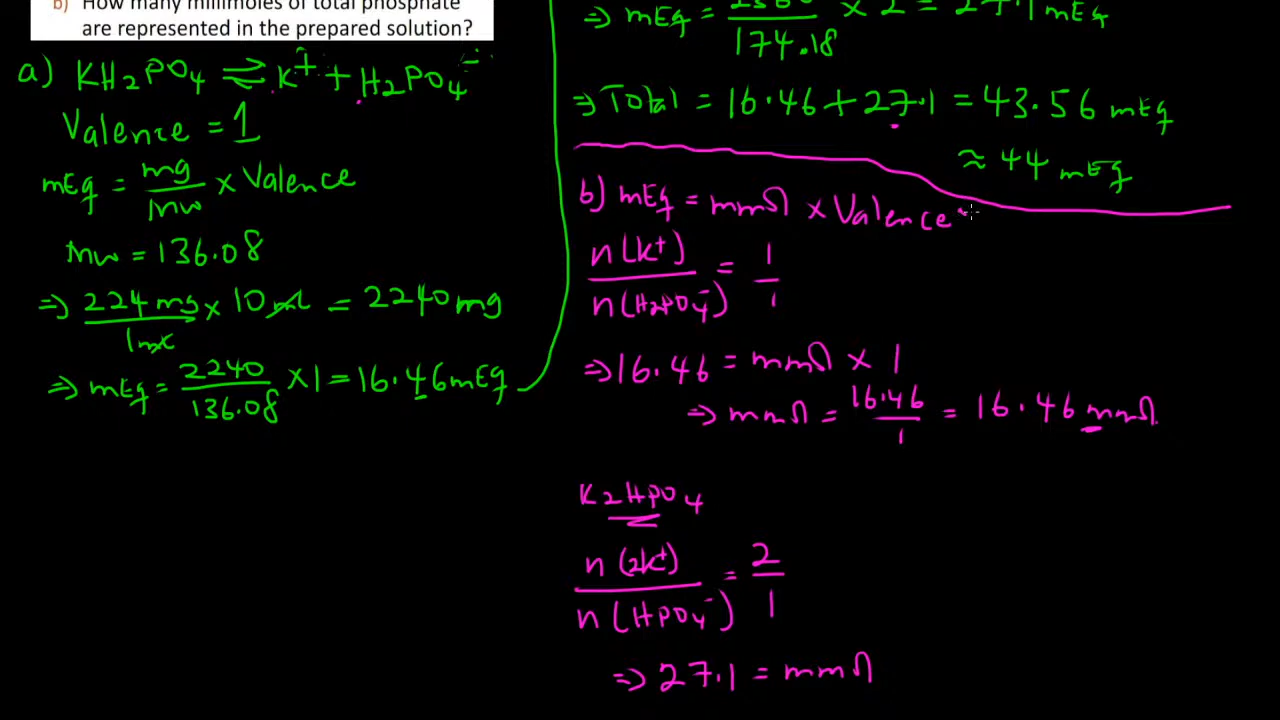 b) How many millimoles of total phosphate
are represented in the prepared solution?
a) KH2PO4 ⇌ K+ + H2PO4-
Valence = 1
mEq = mg/Mw × Valence
Mw = 136.08
⇒ 224 mg/1mL × 10 mL = 2240 mg
⇒ mEq = 2240/136.08 × 1 = 16.46 mEq
⇒ mEq = /174.18 × 2 = 27.1 mEq
⇒ Total = 16.46 + 27.1 = 43.56 mEq
≈ 44 mEq
b) mEq = mmol × Valence
n(K+)/n(H2PO4-) = 1/1
⇒ 16.46 = mmol × 1
⇒ mmol = 16.46/1 = 16.46 mmol
K2HPO4
n(2K+)/n(HPO4-) = 2/1
⇒ 27.1 = mmol